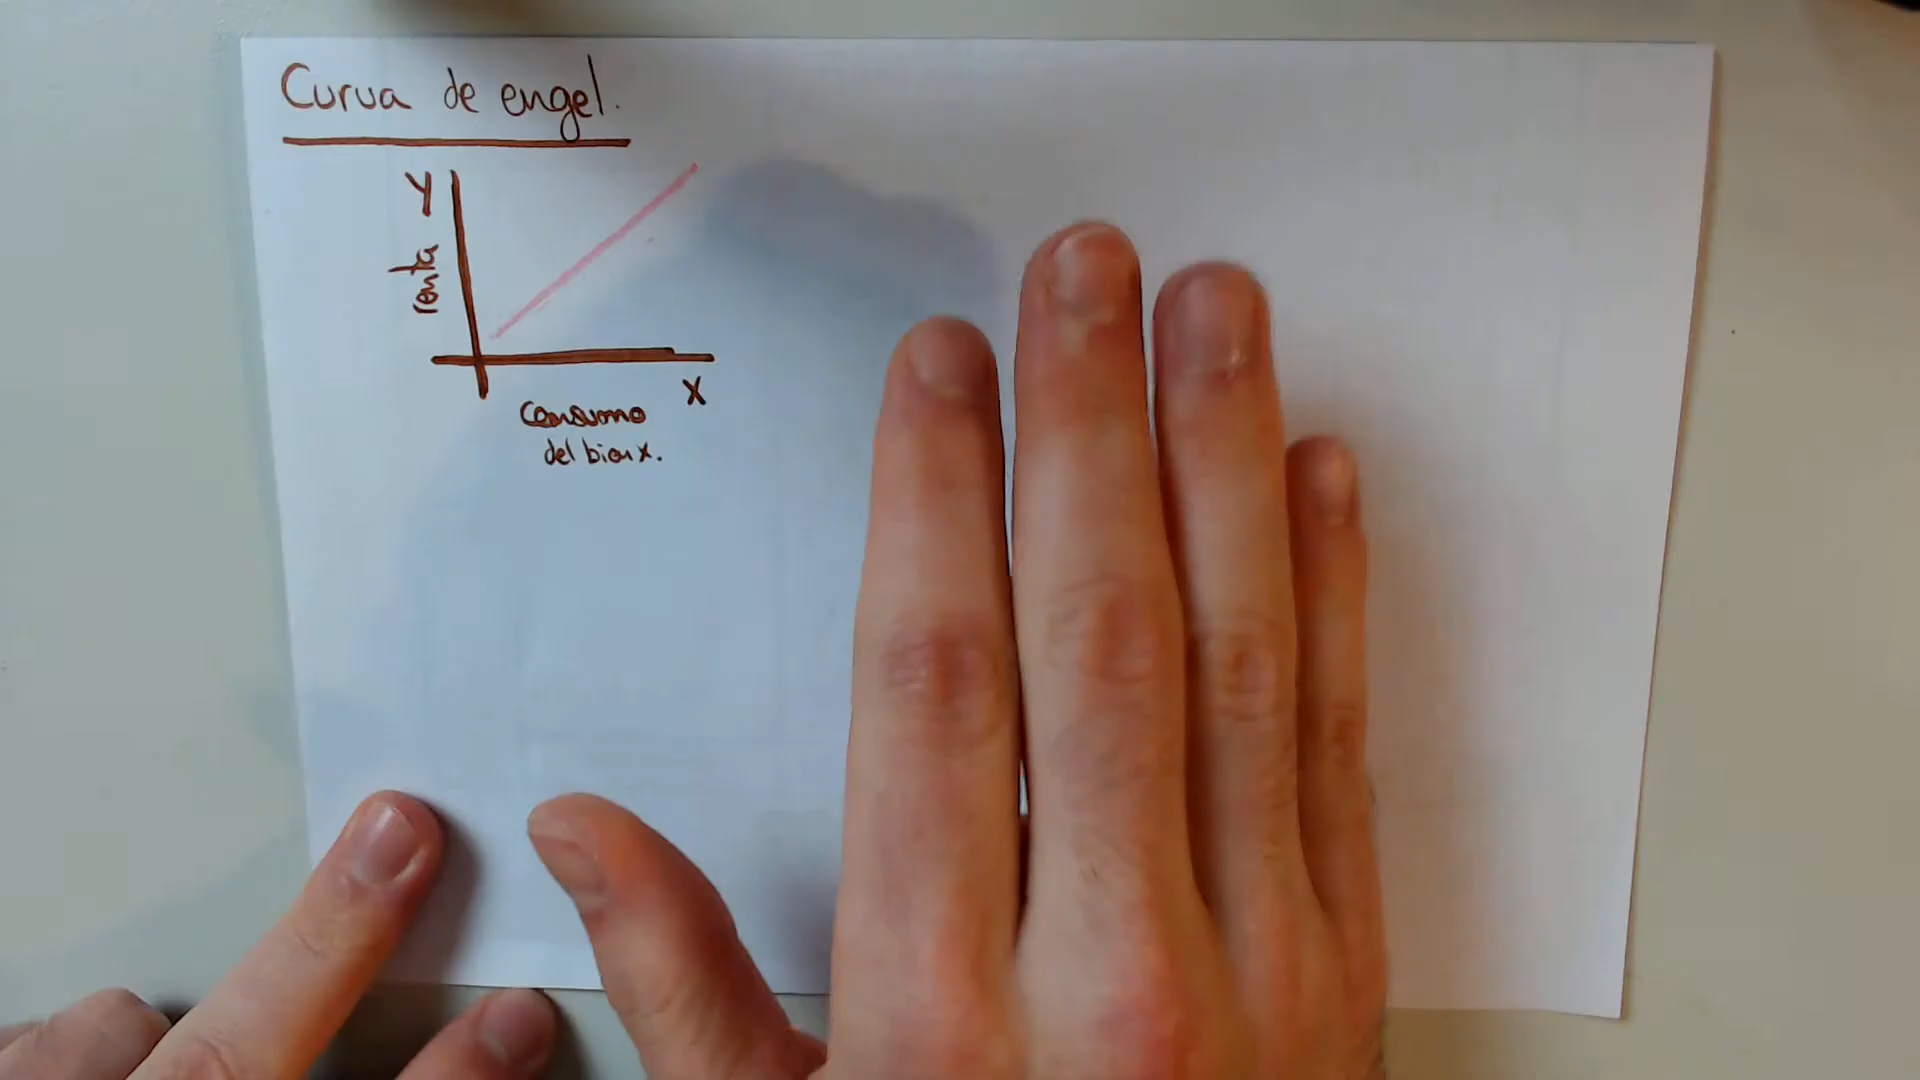 Curva de engel.
Y
renta
X
Consumo
del bien x.